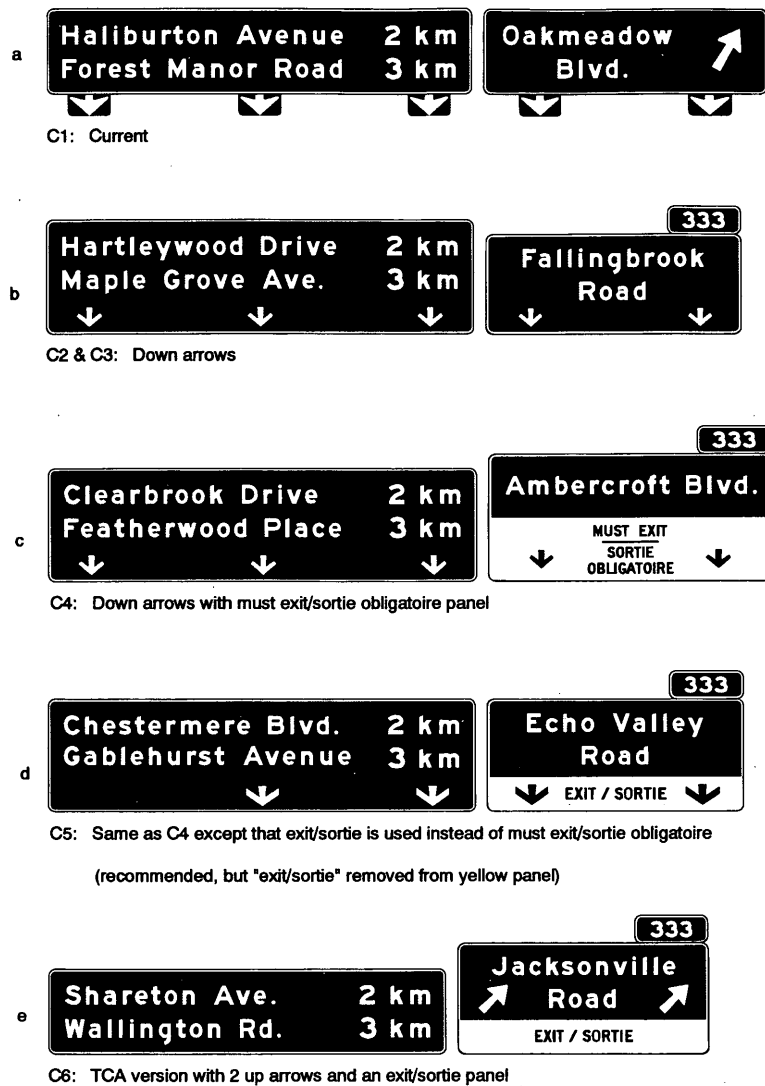 a
Haliburton Avenue 2 km
Forest Manor Road 3 km
Oakmeadow
Blvd.
C1: Current
b
Hartleywood Drive 2 km
Maple Grove Ave. 3 km
333
Fallingbrook
Road
C2 & C3: Down arrows
c
Clearbrook Drive 2 km
Featherwood Place 3 km
333
Ambercroft Blvd.
MUST EXIT
SORTIE
OBLIGATOIRE
C4: Down arrows with must exit/sortie obligatoire panel
d
Chestermere Blvd. 2 km
Gablehurst Avenue 3 km
333
Echo Valley
Road
EXIT / SORTIE
C5: Same as C4 except that exit/sortie is used instead of must exit/sortie obligatoire
(recommended, but "exit/sortie" removed from yellow panel)
e
Shareton Ave. 2 km
Wallington Rd. 3 km
333
Jacksonville
Road
EXIT / SORTIE
C6: TCA version with 2 up arrows and an exit/sortie panel